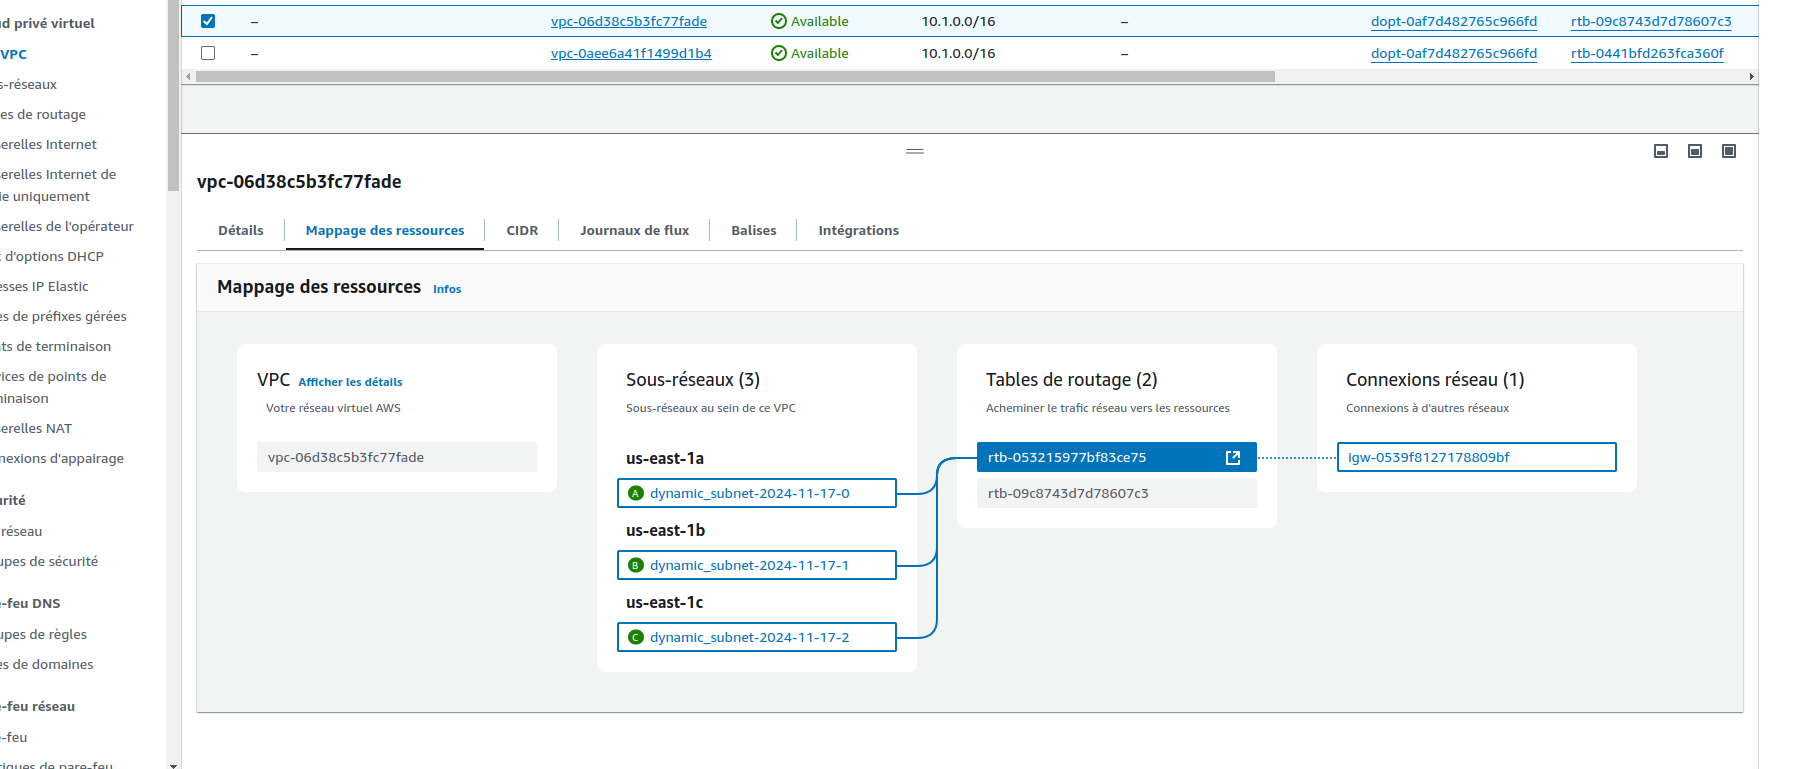 d privé virtuel
VPC
s-réseaux
es de routage
erelles Internet
erelles Internet de
ie uniquement
erelles de l'opérateur
d'options DHCP
esses IP Elastic
es de préfixes gérées
ts de terminaison
ices de points de
ninaison
erelles NAT
nexions d'appairage
urité
réseau
upes de sécurité
-feu DNS
upes de règles
es de domaines
-feu réseau
-feu
tiques de pare-feu
– vpc-06d38c5b3fc77fade Available 10.1.0.0/16 – dopt-0af7d482765c966fd rtb-09c8743d7d78607c3
– vpc-0aee6a41f1499d1b4 Available 10.1.0.0/16 – dopt-0af7d482765c966fd rtb-0441bfd263fca360f
vpc-06d38c5b3fc77fade
Détails Mappage des ressources CIDR Journaux de flux Balises Intégrations
Mappage des ressources Infos
VPC Afficher les détails
Votre réseau virtuel AWS
vpc-06d38c5b3fc77fade
Sous-réseaux (3)
Sous-réseaux au sein de ce VPC
us-east-1a
A dynamic_subnet-2024-11-17-0
us-east-1b
B dynamic_subnet-2024-11-17-1
us-east-1c
C dynamic_subnet-2024-11-17-2
Tables de routage (2)
Acheminer le trafic réseau vers les ressources
rtb-053215977bf83ce75
rtb-09c8743d7d78607c3
Connexions réseau (1)
Connexions à d'autres réseaux
igw-0539f8127178809bf